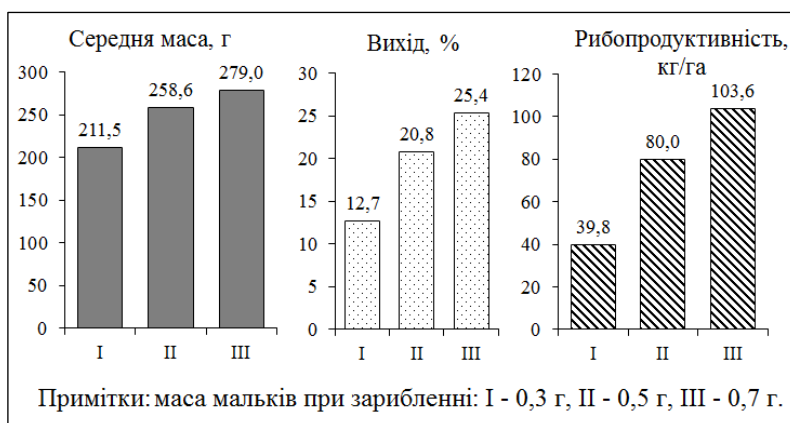 Середня маса, г
300
250
200
150
100
50
0
211,5
258,6
279,0
I
II
III
Вихід, %
30
25
20
15
10
5
0
12,7
20,8
25,4
I
II
III
Рибопродуктивність,
кг/га
120
100
80
60
40
20
0
39,8
80,0
103,6
I
II
III
Примітки: маса мальків при зарибленні: I - 0,3 г, II - 0,5 г, III - 0,7 г.